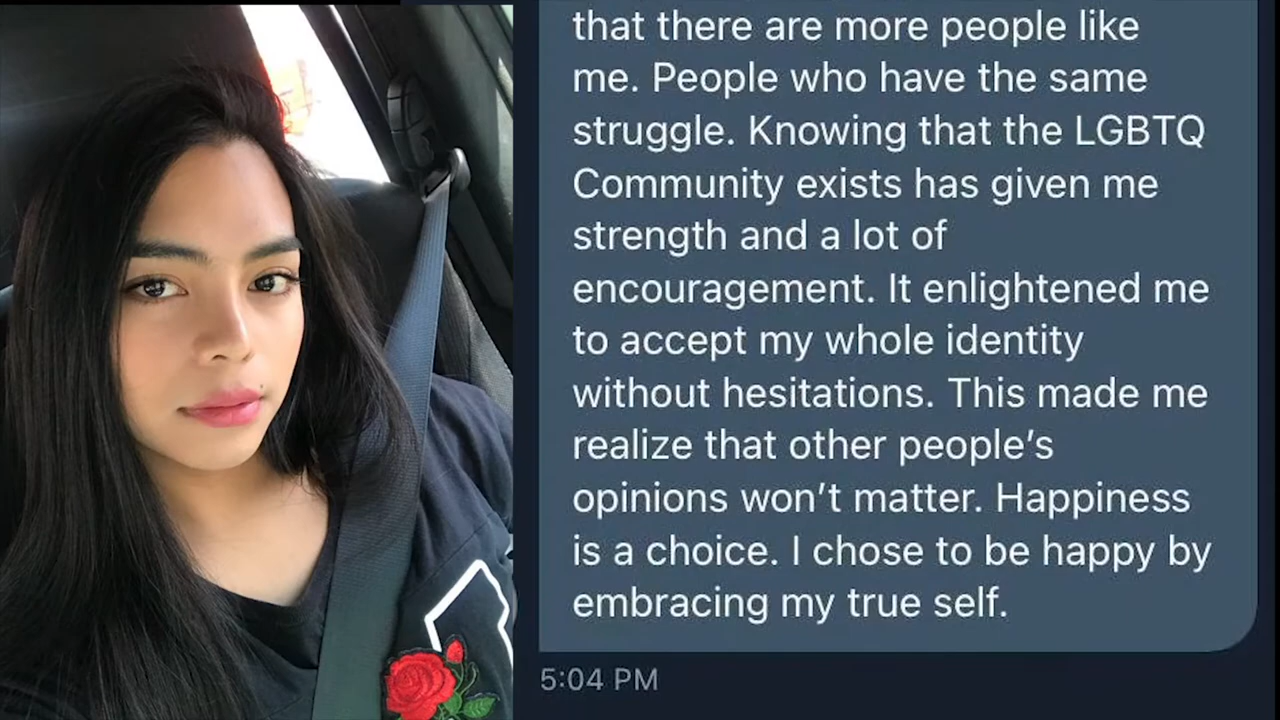 that there are more people like
me. People who have the same
struggle. Knowing that the LGBTQ
Community exists has given me
strength and a lot of
encouragement. It enlightened me
to accept my whole identity
without hesitations. This made me
realize that other people’s
opinions won’t matter. Happiness
is a choice. I chose to be happy by
embracing my true self.
5:04 PM